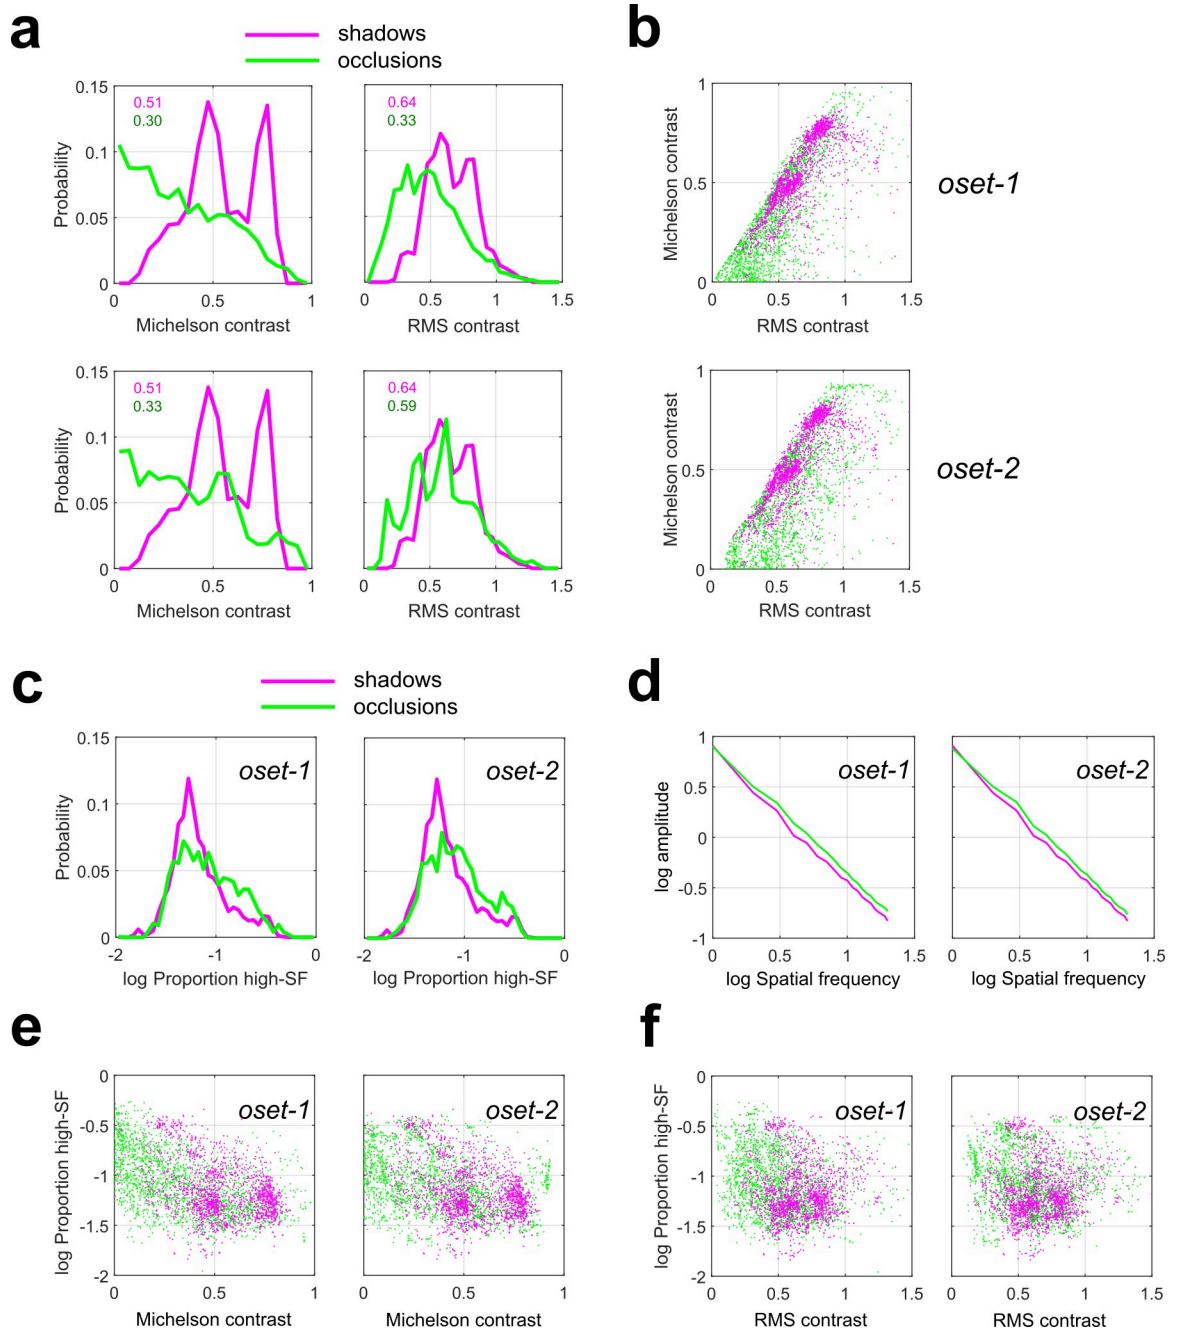 a
shadows
occlusions
b
0.15
0.1
0.05
0
Probability
0.51
0.30
0 0.5 1
Michelson contrast
0.64
0.33
0 0.5 1 1.5
RMS contrast
1
0.5
0
Michelson contrast
0 0.5 1 1.5
RMS contrast
oset-1
0.15
0.1
0.05
0
Probability
0.51
0.33
0 0.5 1
Michelson contrast
0.64
0.59
0 0.5 1 1.5
RMS contrast
1
0.5
0
Michelson contrast
0 0.5 1 1.5
RMS contrast
oset-2
c
shadows
occlusions
d
0.15
0.1
0.05
0
Probability
oset-1
-2 -1 0
log Proportion high-SF
oset-2
-2 -1 0
log Proportion high-SF
1
0.5
0
-0.5
-1
log amplitude
oset-1
0 0.5 1 1.5
log Spatial frequency
oset-2
0 0.5 1 1.5
log Spatial frequency
e
0
-0.5
-1
-1.5
-2
log Proportion high-SF
oset-1
0 0.5 1
Michelson contrast
oset-2
0 0.5 1
Michelson contrast
f
0
-0.5
-1
-1.5
-2
log Proportion high-SF
oset-1
0 0.5 1 1.5
RMS contrast
oset-2
0 0.5 1 1.5
RMS contrast